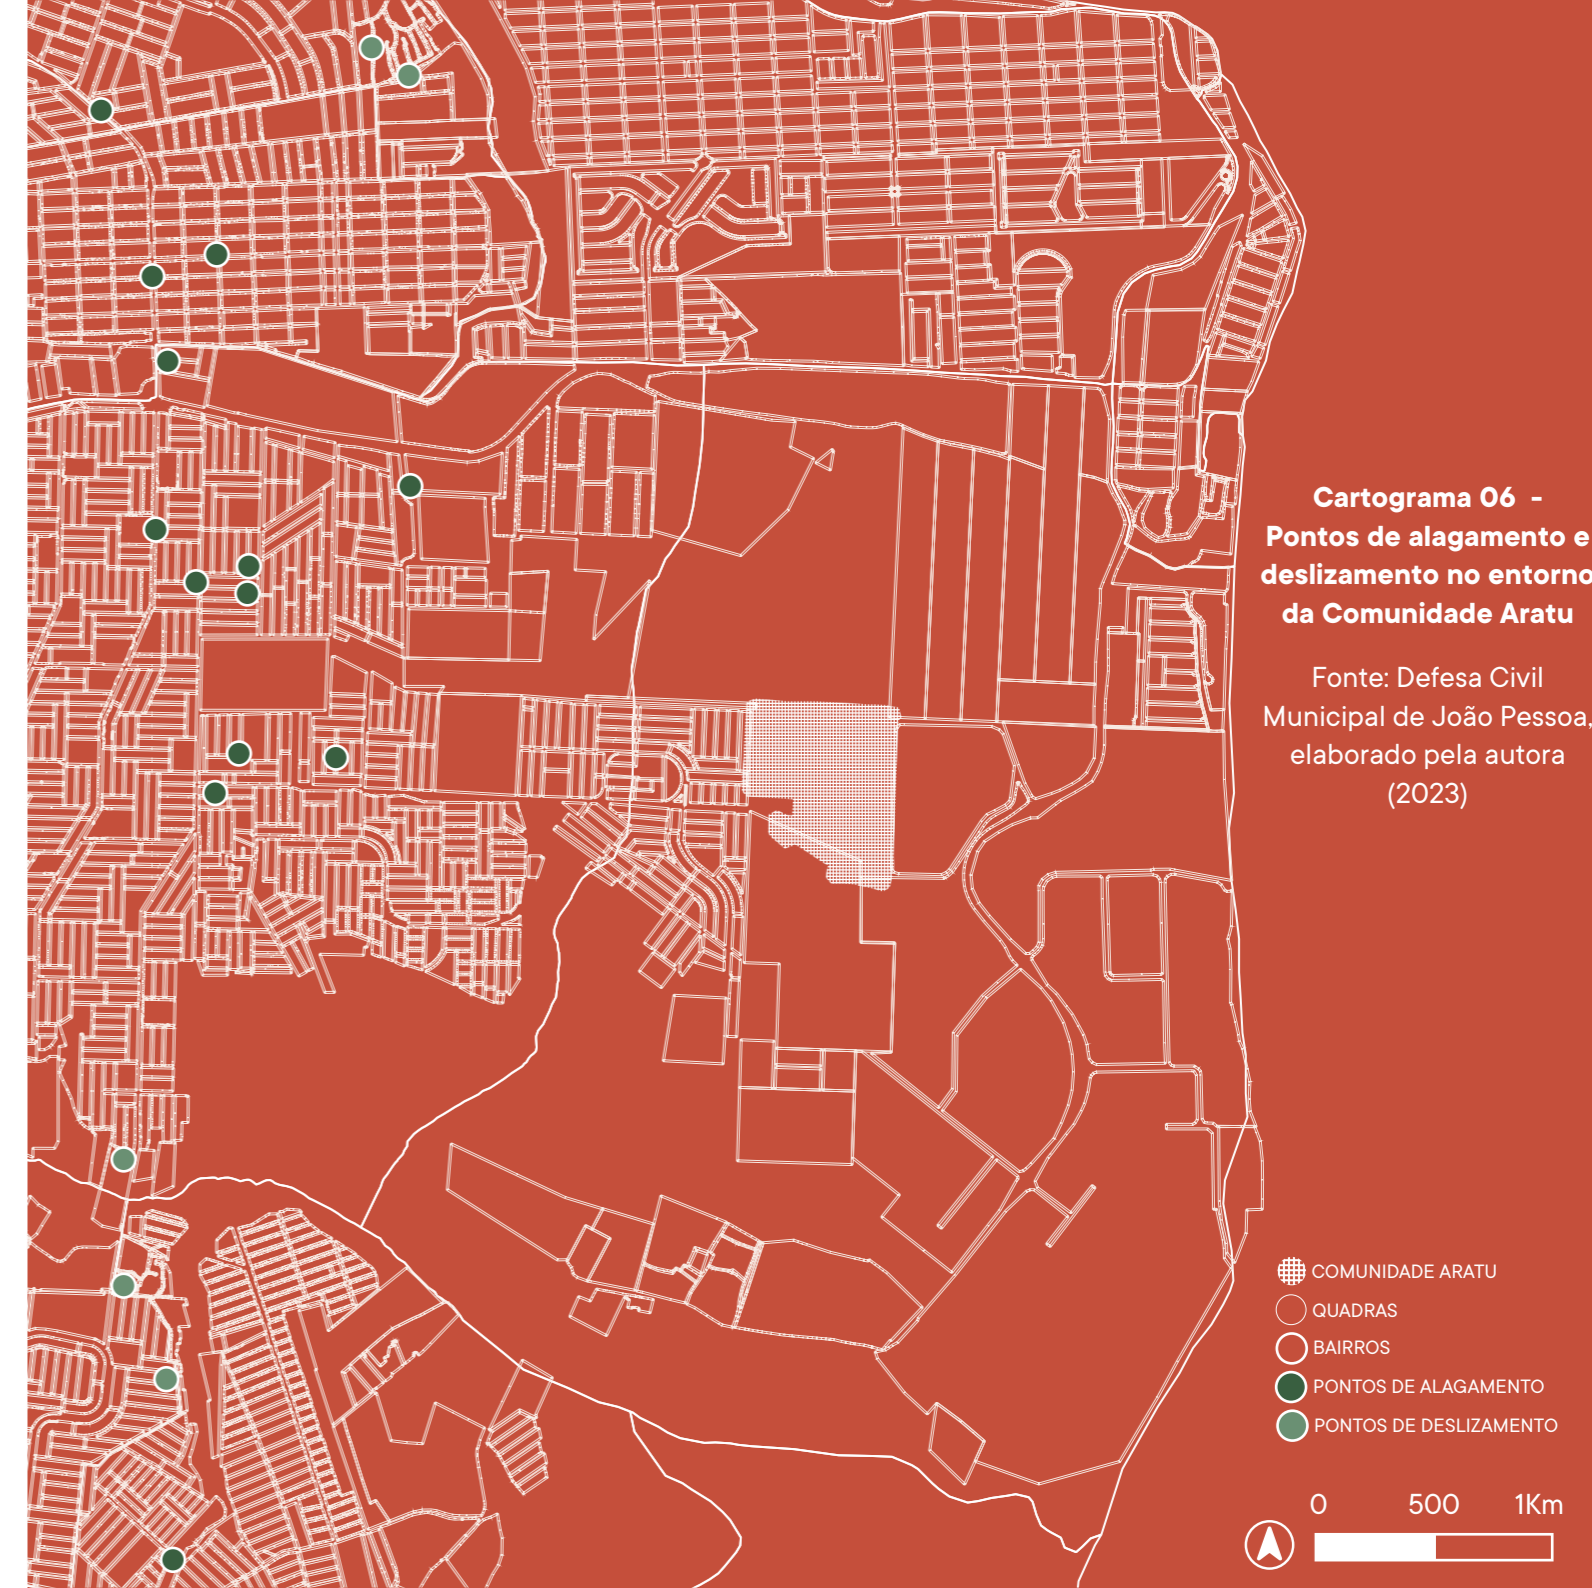 Cartograma 06 -
Pontos de alagamento e
deslizamento no entorno
da Comunidade Aratu
Fonte: Defesa Civil
Municipal de João Pessoa,
elaborado pela autora
(2023)
COMUNIDADE ARATU
QUADRAS
BAIRROS
PONTOS DE ALAGAMENTO
PONTOS DE DESLIZAMENTO
0 500 1Km